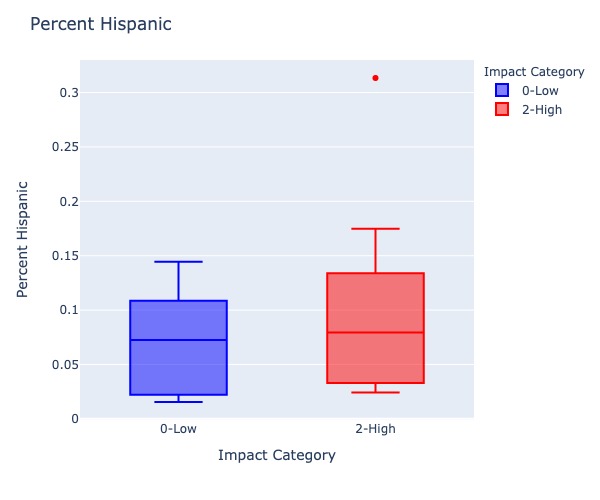 Percent Hispanic
Impact Category
0-Low
2-High
Percent Hispanic
0.3
0.25
0.2
0.15
0.1
0.05
0
0-Low
2-High
Impact Category